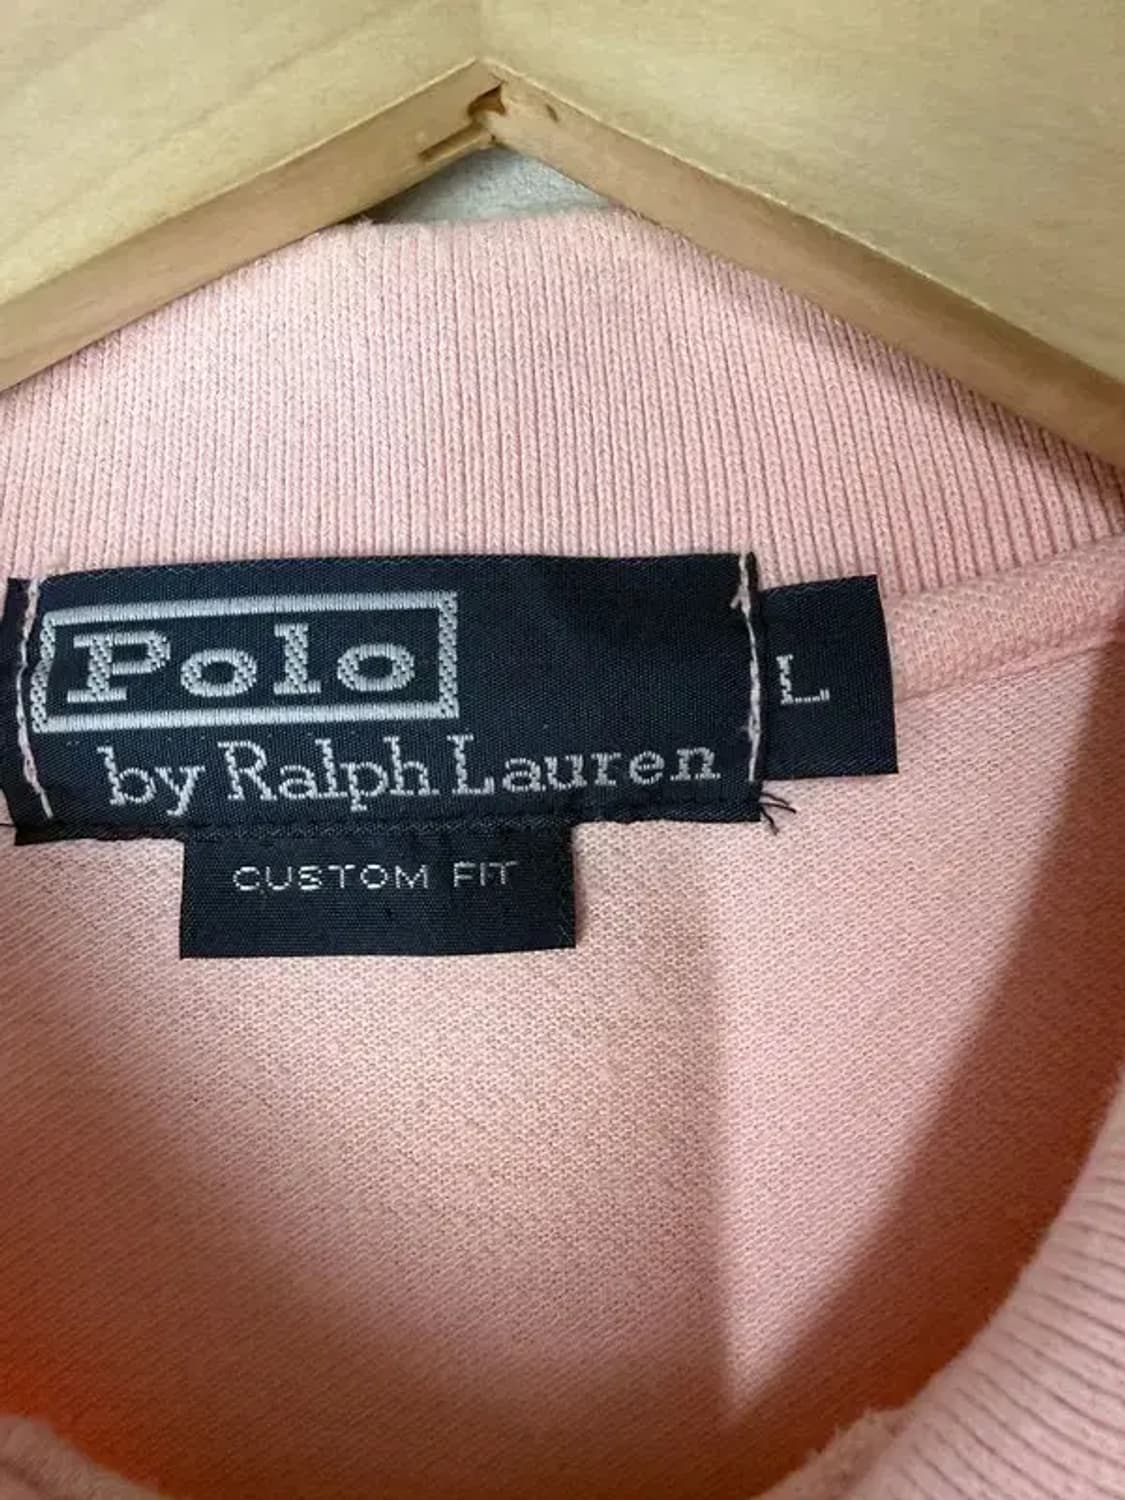 Polo
by Ralph Lauren
L
CUSTOM FIT